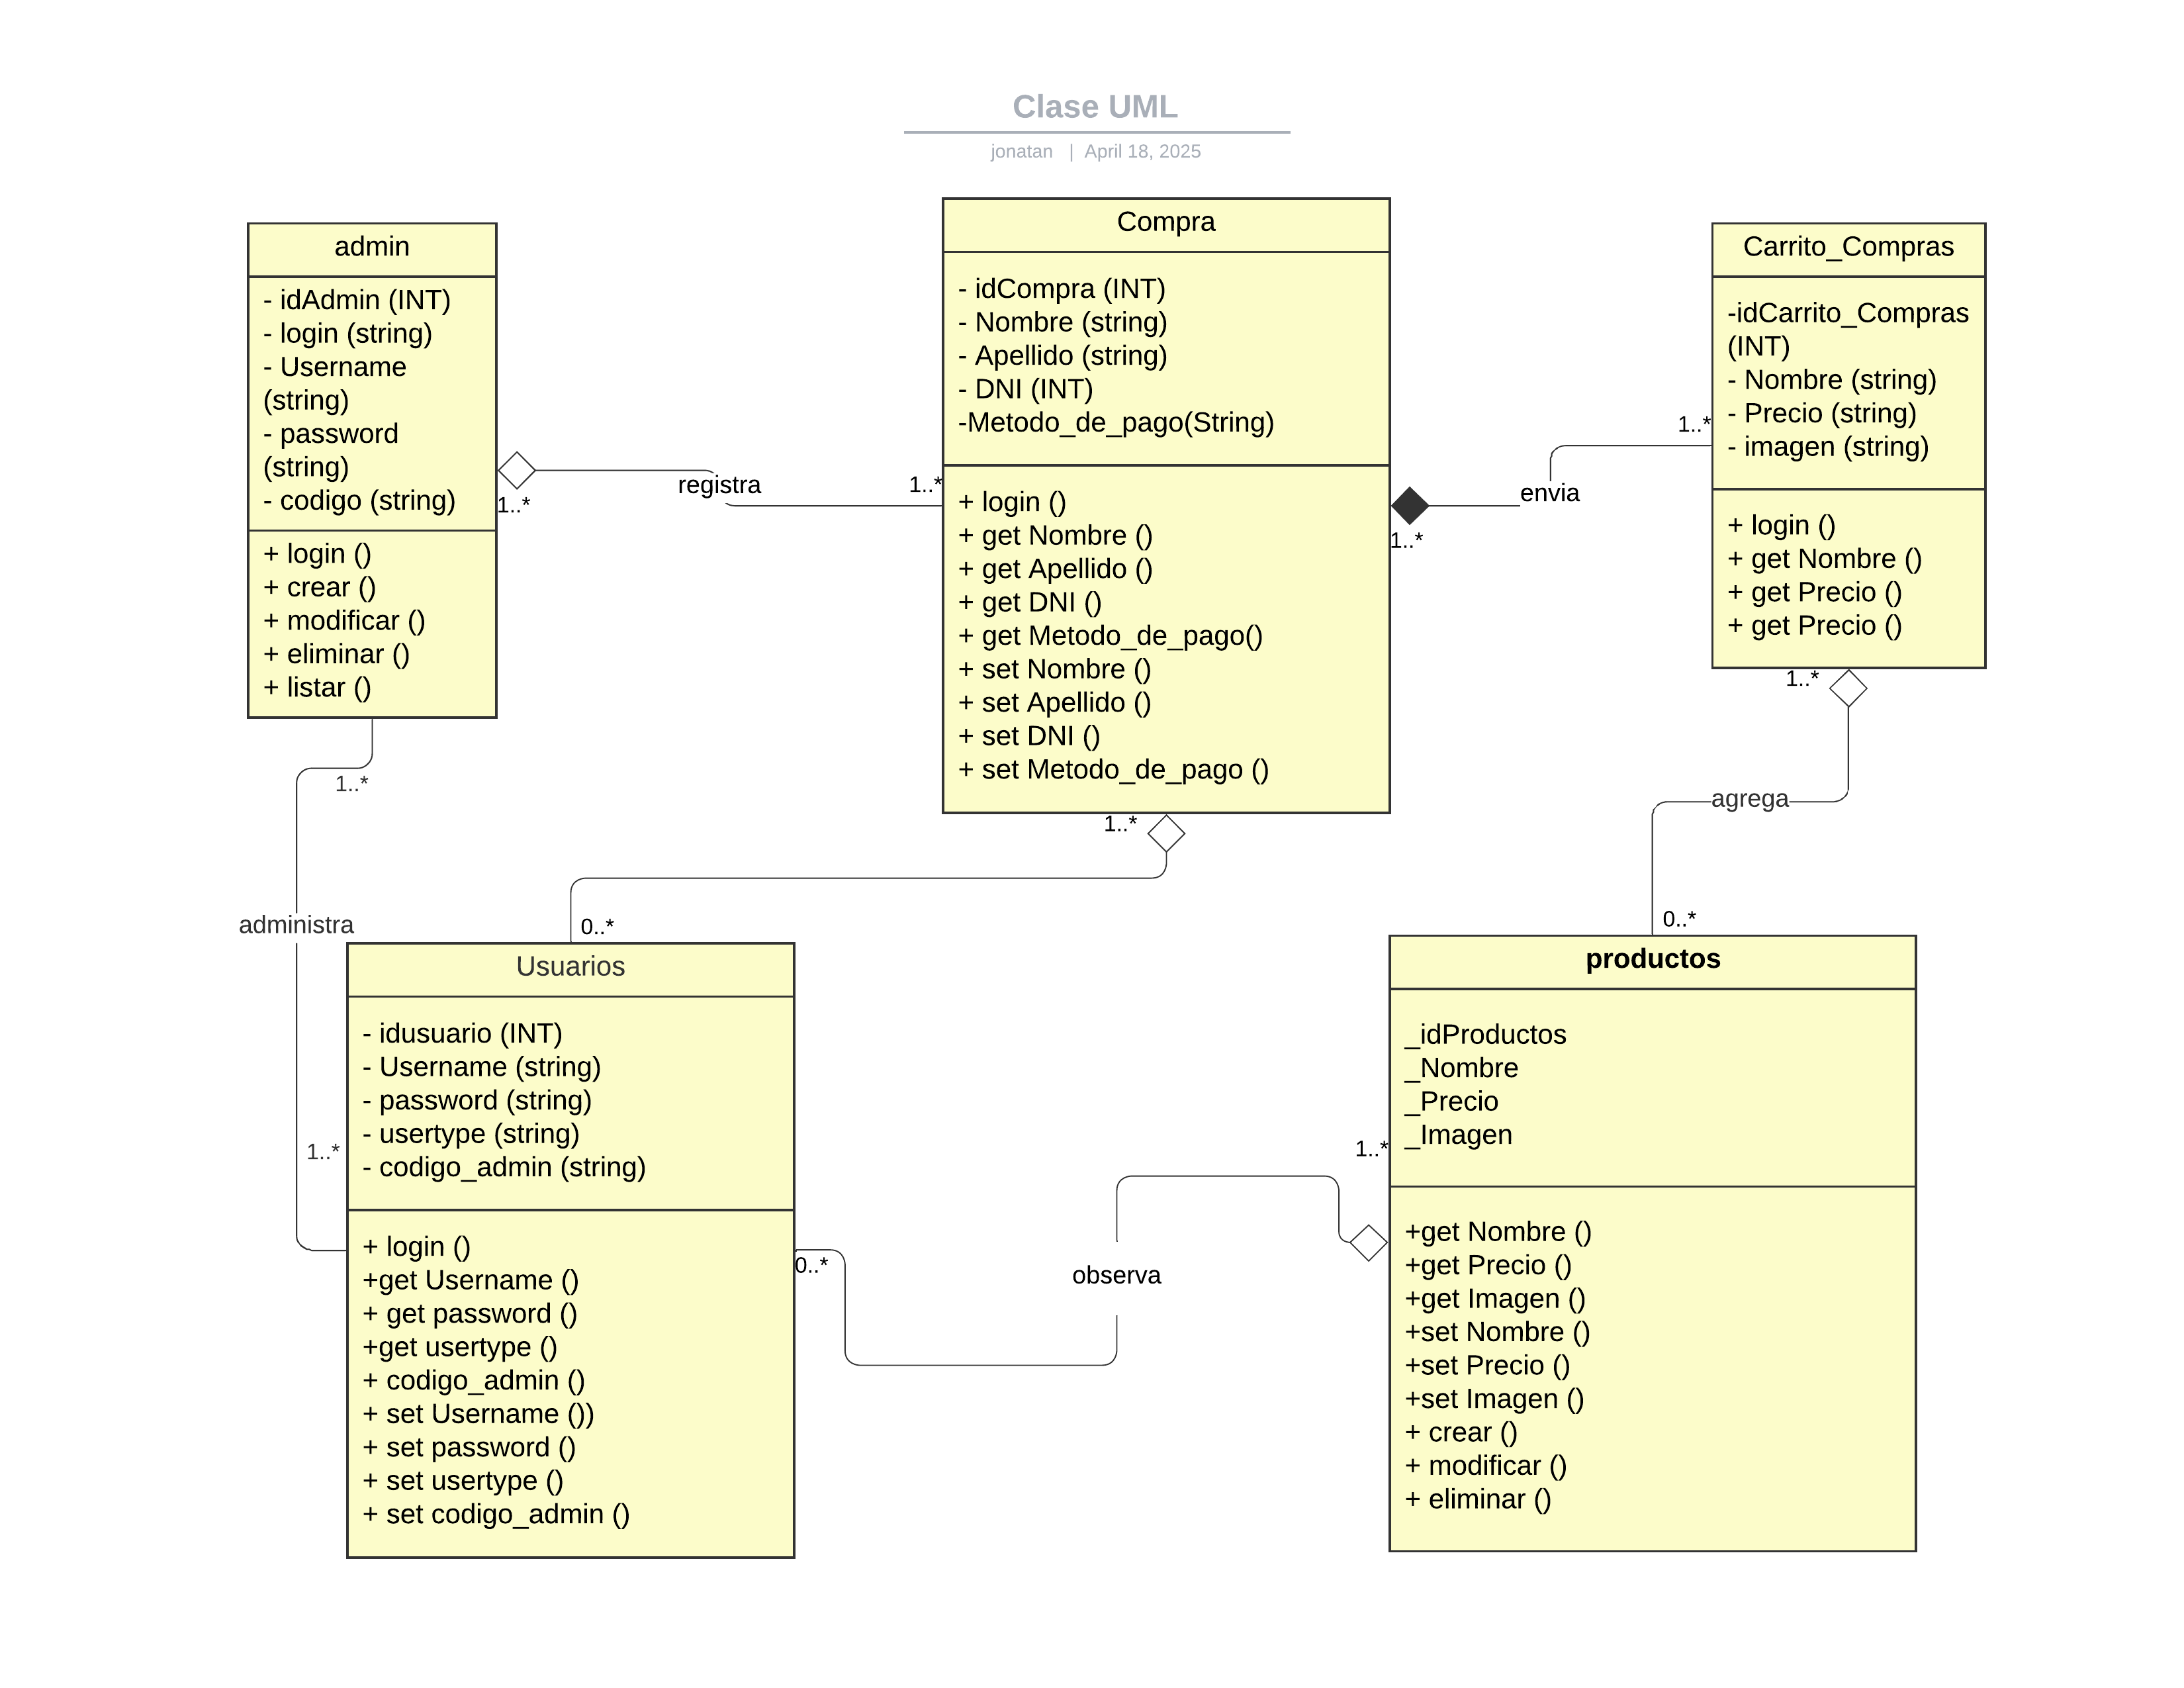 Clase UML
jonatan | April 18, 2025
admin
- idAdmin (INT)
- login (string)
- Username
(string)
- password
(string)
- codigo (string)
+ login ()
+ crear ()
+ modificar ()
+ eliminar ()
+ listar ()
1..*
registra
1..*
Compra
- idCompra (INT)
- Nombre (string)
- Apellido (string)
- DNI (INT)
-Metodo_de_pago(String)
+ login ()
+ get Nombre ()
+ get Apellido ()
+ get DNI ()
+ get Metodo_de_pago()
+ set Nombre ()
+ set Apellido ()
+ set DNI ()
+ set Metodo_de_pago ()
1..*
envia
1..*
Carrito_Compras
-idCarrito_Compras
(INT)
- Nombre (string)
- Precio (string)
- imagen (string)
+ login ()
+ get Nombre ()
+ get Precio ()
+ get Precio ()
1..*
agrega
0..*
1..*
administra
1..*
1..*
0..*
Usuarios
- idusuario (INT)
- Username (string)
- password (string)
- usertype (string)
- codigo_admin (string)
+ login ()
+get Username ()
+ get password ()
+get usertype ()
+ codigo_admin ()
+ set Username ())
+ set password ()
+ set usertype ()
+ set codigo_admin ()
0..*
observa
1..*
productos
_idProductos
_Nombre
_Precio
_Imagen
+get Nombre ()
+get Precio ()
+get Imagen ()
+set Nombre ()
+set Precio ()
+set Imagen ()
+ crear ()
+ modificar ()
+ eliminar ()